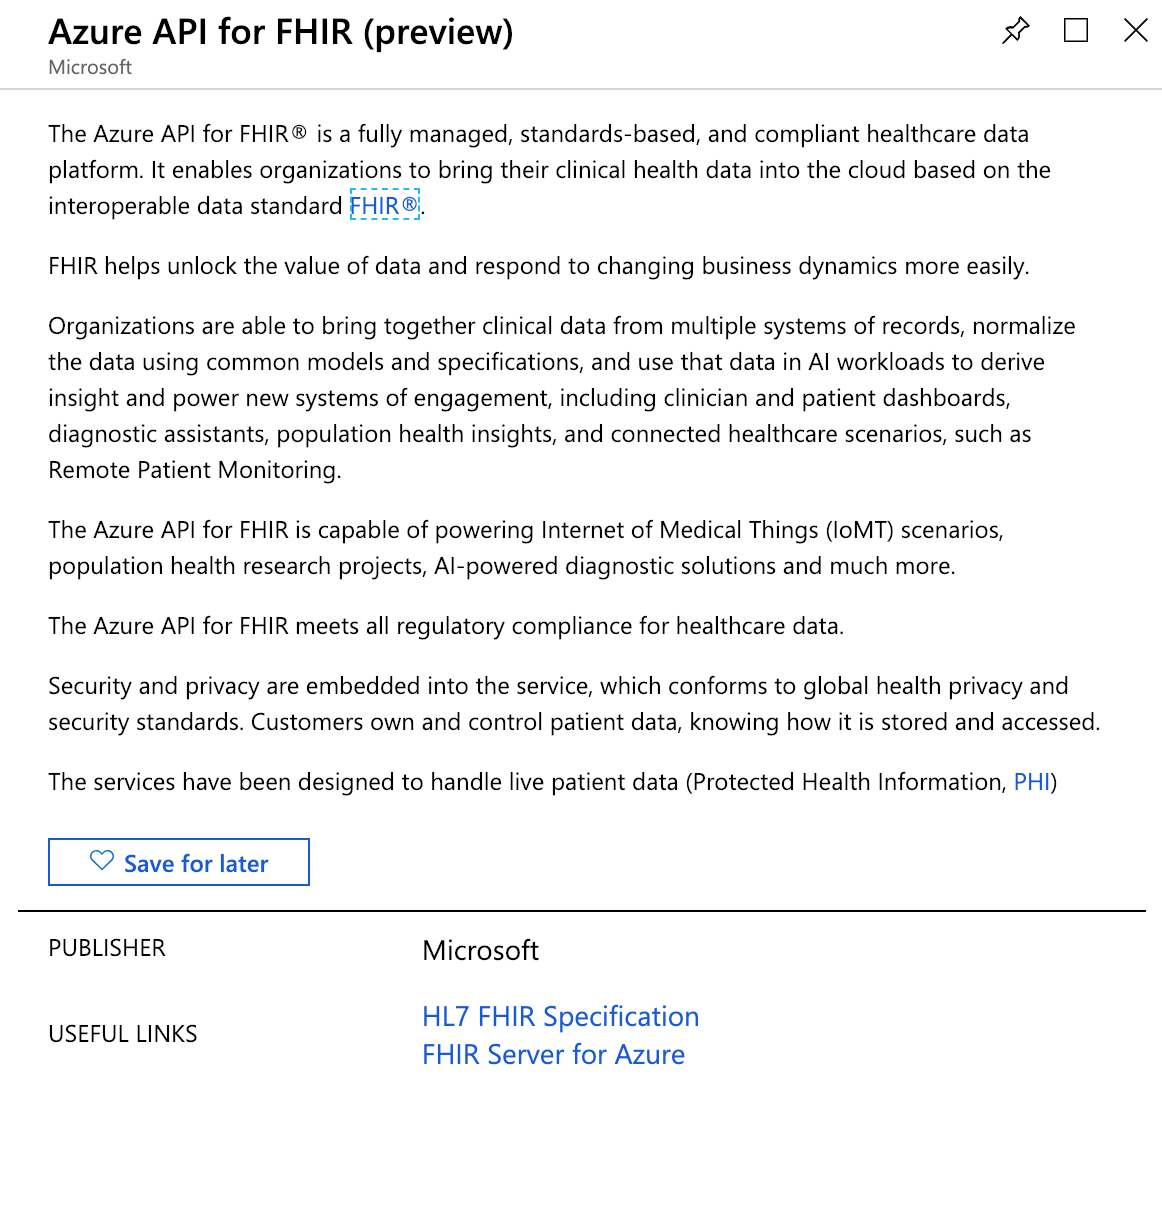 Azure API for FHIR (preview)
Microsoft
The Azure API for FHIR® is a fully managed, standards-based, and compliant healthcare data
platform. It enables organizations to bring their clinical health data into the cloud based on the
interoperable data standard FHIR®.
FHIR helps unlock the value of data and respond to changing business dynamics more easily.
Organizations are able to bring together clinical data from multiple systems of records, normalize
the data using common models and specifications, and use that data in AI workloads to derive
insight and power new systems of engagement, including clinician and patient dashboards,
diagnostic assistants, population health insights, and connected healthcare scenarios, such as
Remote Patient Monitoring.
The Azure API for FHIR is capable of powering Internet of Medical Things (IoMT) scenarios,
population health research projects, AI-powered diagnostic solutions and much more.
The Azure API for FHIR meets all regulatory compliance for healthcare data.
Security and privacy are embedded into the service, which conforms to global health privacy and
security standards. Customers own and control patient data, knowing how it is stored and accessed.
The services have been designed to handle live patient data (Protected Health Information, PHI)
Save for later
PUBLISHER
Microsoft
USEFUL LINKS
HL7 FHIR Specification
FHIR Server for Azure